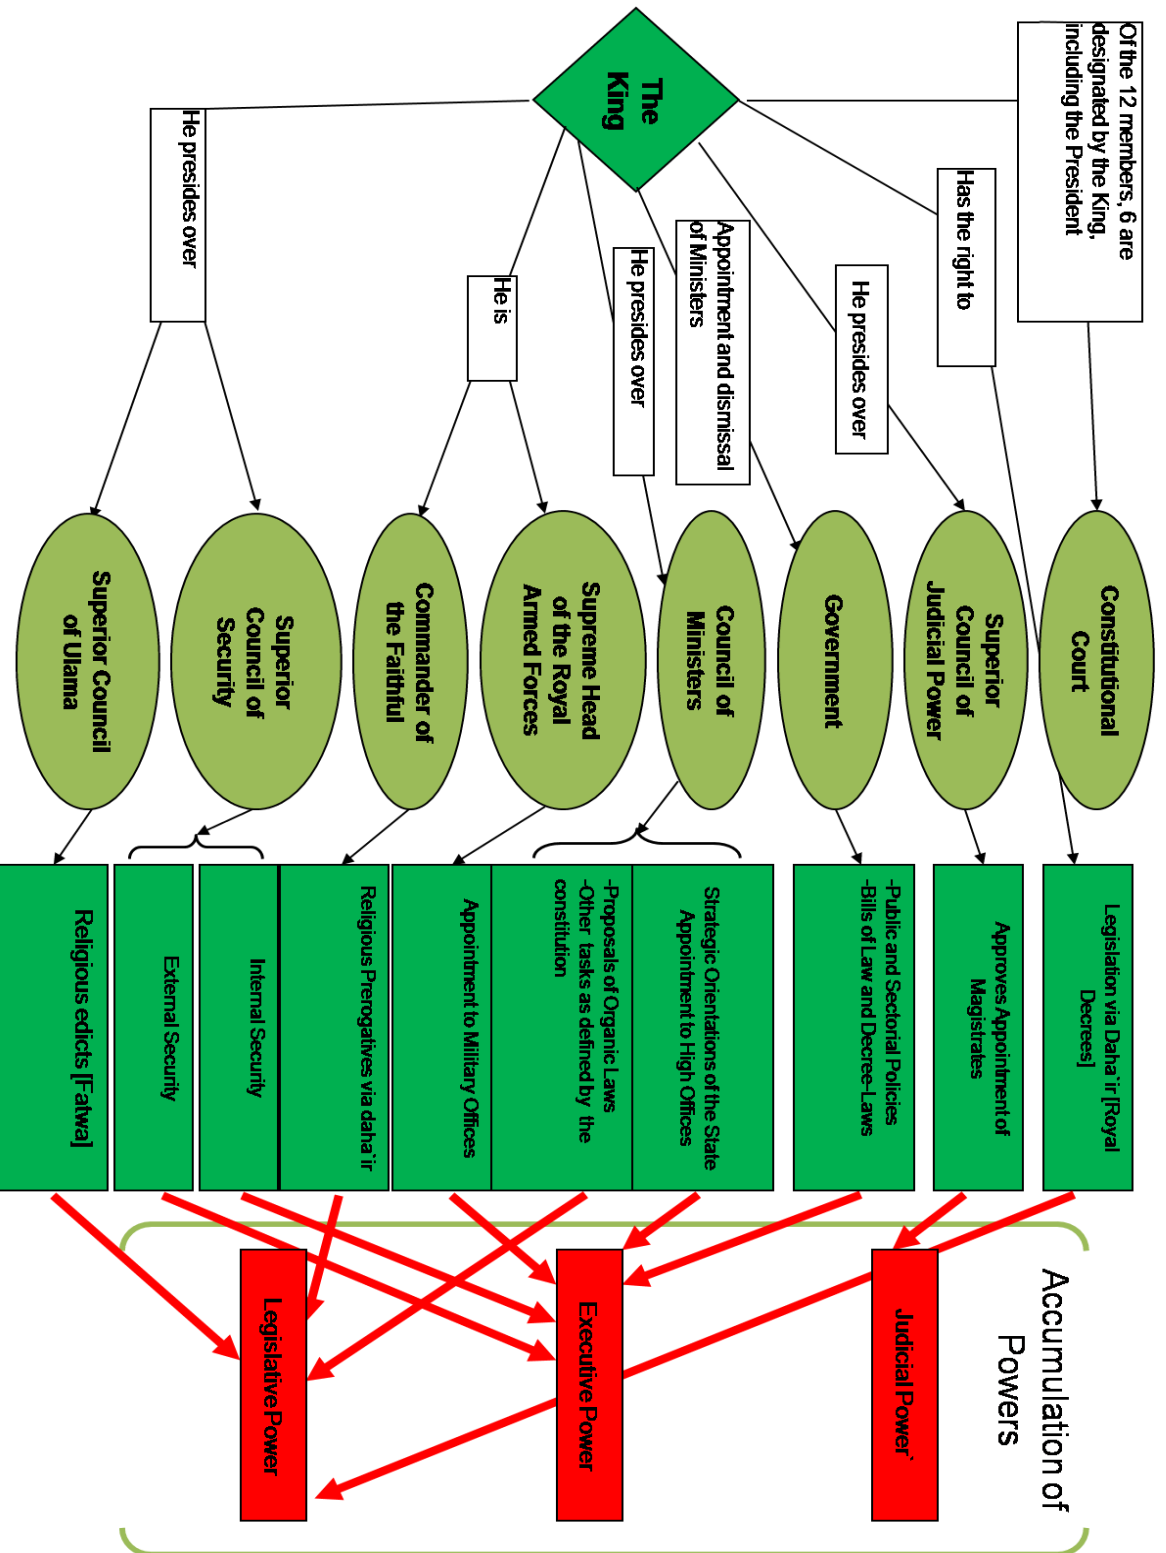 Accumulation of
Powers
Of the 12 members, 6 are
designated by the King,
including the President
Has the right to
He presides over
Appointment and dismissal
of Ministers
He presides over
He is
He presides over
The
King
Constitutional
Court
Superior
Council of
Judicial Power
Government
Council of
Ministers
Supreme Head
of the Royal
Armed Forces
Commander of
the Faithful
Superior
Council of
Security
Superior Council
of Ulama
Legislation via Daha`ir [Royal
Decrees]
Approves Appointment of
Magistrates
-Public and Sectorial Policies
-Bills of Law and Decree-Laws
Strategic Orientations of the State
Appointment to High Offices
-Proposals of Organic Laws
-Other tasks as defined by the
constitution
Appointment to Military Offices
Religious Prerogatives via daha`ir
Internal Security
External Security
Religious edicts [Fatwa]
Judicial Power`
Executive Power
Legislative Power